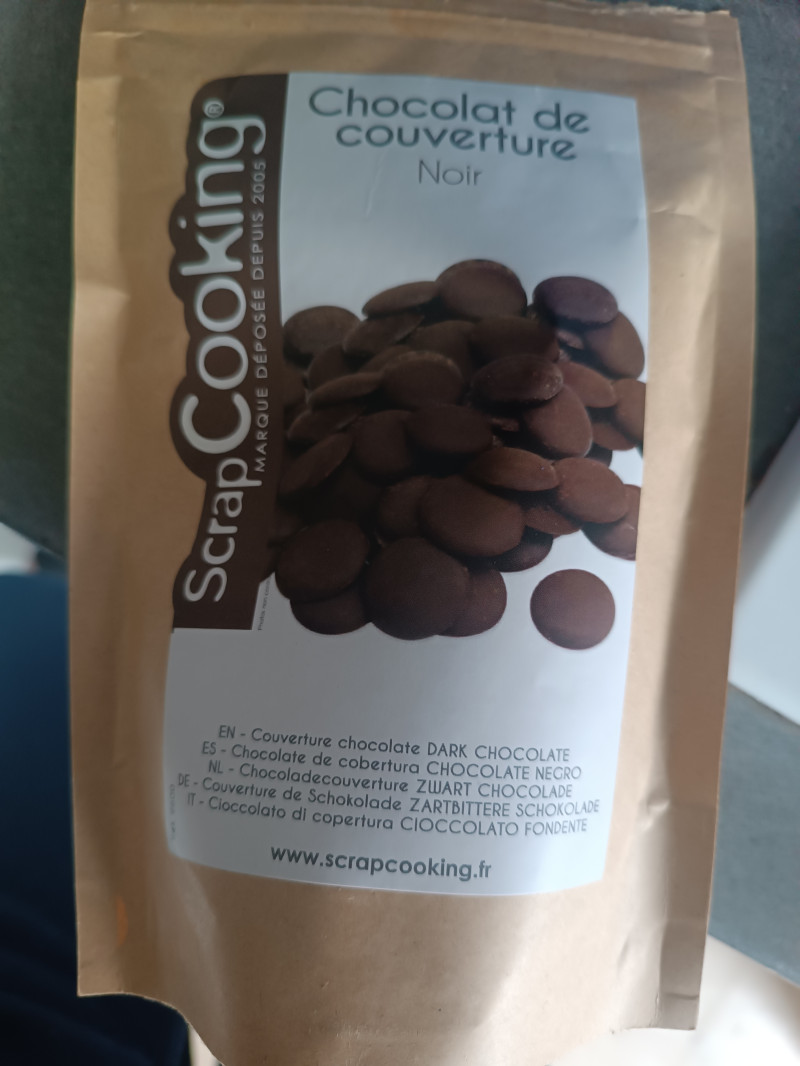 Chocolat de
couverture
Noir
ScrapCooking®
MARQUE DÉPOSÉE DEPUIS 2005
EN - Couverture chocolate DARK CHOCOLATE
ES - Chocolate de cobertura CHOCOLATE NEGRO
NL - Chocoladecouverture ZWART CHOCOLADE
DE - Couverture de Schokolade ZARTBITTERE SCHOKOLADE
IT - Cioccolato di copertura CIOCCOLATO FONDENTE
www.scrapcooking.fr